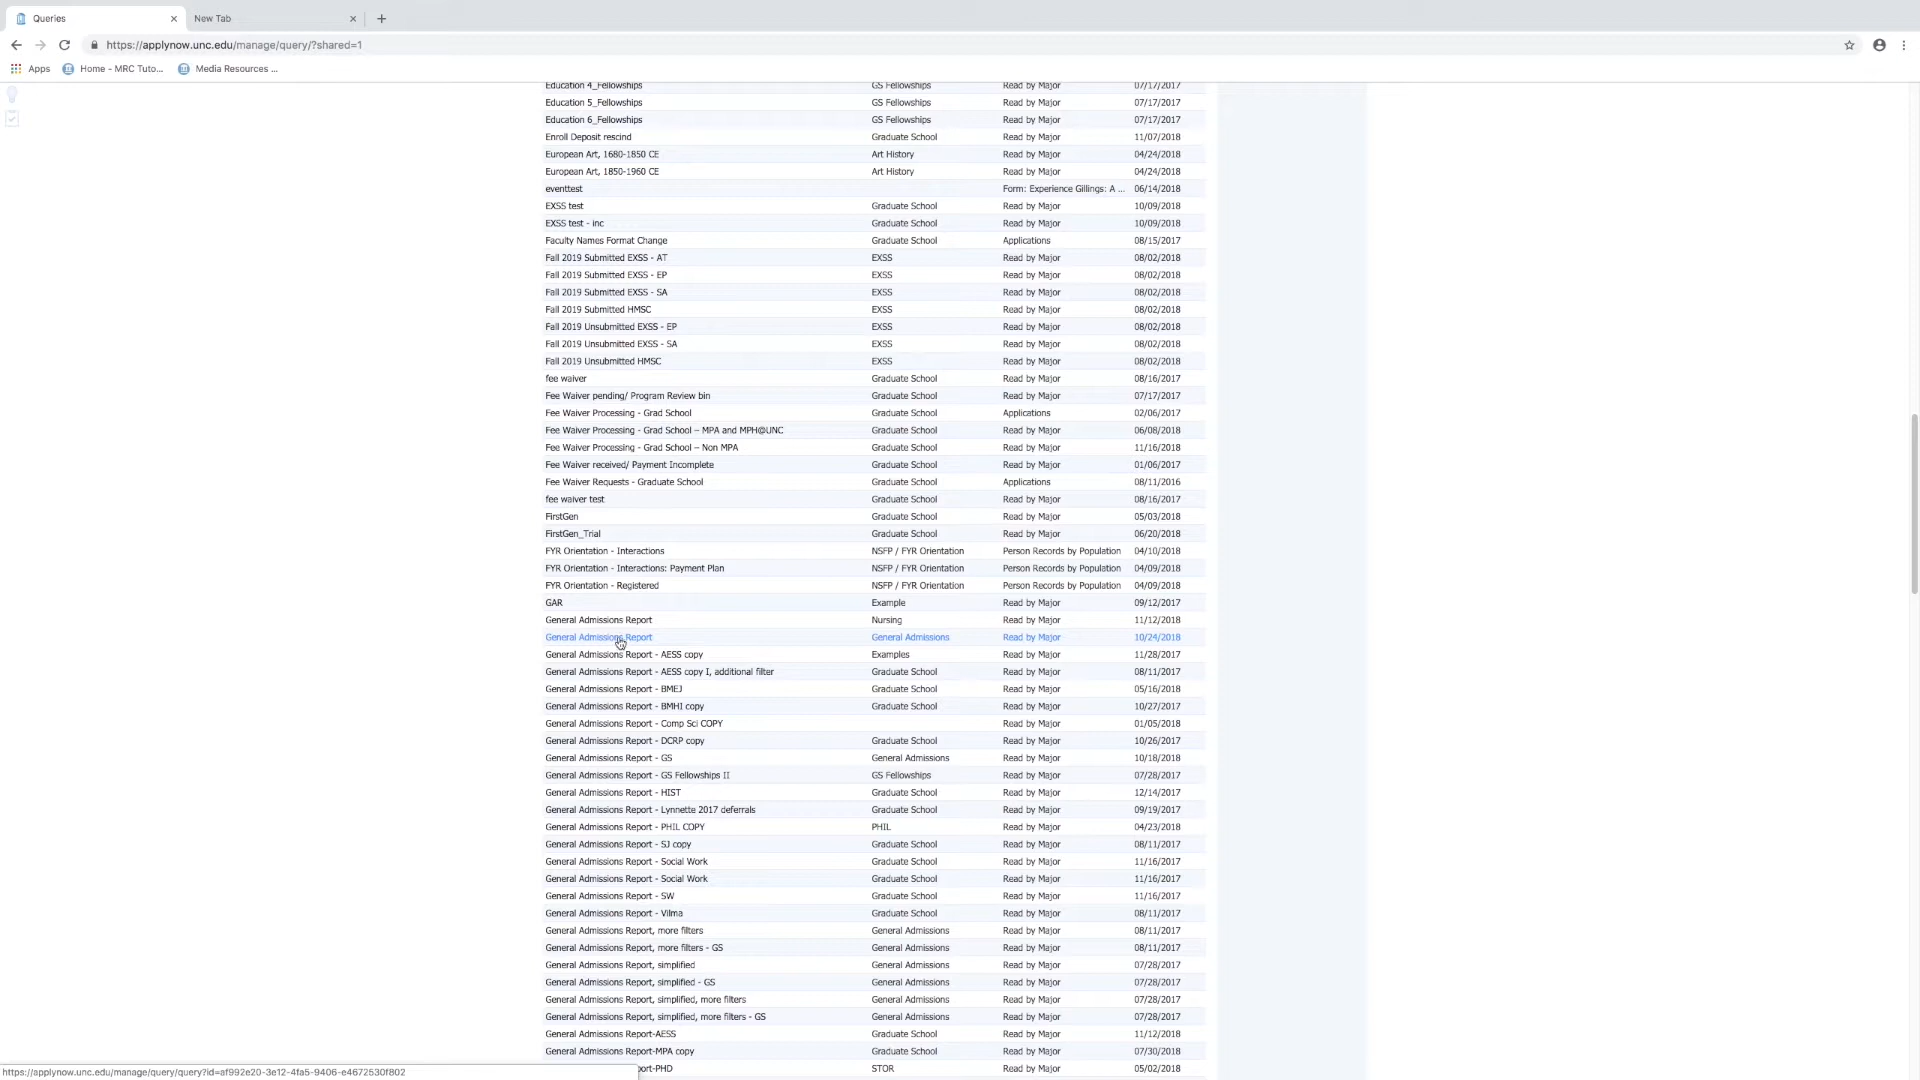 Queries
New Tab
https://applynow.unc.edu/manage/query/?shared=1
Apps Home - MRC Tuto... Media Resources ...
Education 4_Fellowships GS Fellowships Read by Major 07/17/2017
Education 5_Fellowships GS Fellowships Read by Major 07/17/2017
Education 6_Fellowships GS Fellowships Read by Major 07/17/2017
Enroll Deposit rescind Graduate School Read by Major 11/07/2018
European Art, 1680-1850 CE Art History Read by Major 04/24/2018
European Art, 1850-1960 CE Art History Read by Major 04/24/2018
eventtest Form: Experience Gillings: A ... 06/14/2018
EXSS test Graduate School Read by Major 10/09/2018
EXSS test - inc Graduate School Read by Major 10/09/2018
Faculty Names Format Change Graduate School Applications 08/15/2017
Fall 2019 Submitted EXSS - AT EXSS Read by Major 08/02/2018
Fall 2019 Submitted EXSS - EP EXSS Read by Major 08/02/2018
Fall 2019 Submitted EXSS - SA EXSS Read by Major 08/02/2018
Fall 2019 Submitted HMSC EXSS Read by Major 08/02/2018
Fall 2019 Unsubmitted EXSS - EP EXSS Read by Major 08/02/2018
Fall 2019 Unsubmitted EXSS - SA EXSS Read by Major 08/02/2018
Fall 2019 Unsubmitted HMSC EXSS Read by Major 08/02/2018
fee waiver Graduate School Read by Major 08/16/2017
Fee Waiver pending/ Program Review bin Graduate School Read by Major 07/17/2017
Fee Waiver Processing - Grad School Graduate School Applications 02/06/2017
Fee Waiver Processing - Grad School – MPA and MPH@UNC Graduate School Read by Major 06/08/2018
Fee Waiver Processing - Grad School – Non MPA Graduate School Read by Major 11/16/2018
Fee Waiver received/ Payment Incomplete Graduate School Read by Major 01/06/2017
Fee Waiver Requests - Graduate School Graduate School Applications 08/11/2016
fee waiver test Graduate School Read by Major 08/16/2017
FirstGen Graduate School Read by Major 05/03/2018
FirstGen_Trial Graduate School Read by Major 06/20/2018
FYR Orientation - Interactions NSFP / FYR Orientation Person Records by Population 04/10/2018
FYR Orientation - Interactions: Payment Plan NSFP / FYR Orientation Person Records by Population 04/09/2018
FYR Orientation - Registered NSFP / FYR Orientation Person Records by Population 04/09/2018
GAR Example Read by Major 09/12/2017
General Admissions Report Nursing Read by Major 11/12/2018
General Admissions Report General Admissions Read by Major 10/24/2018
General Admissions Report - AESS copy Examples Read by Major 11/28/2017
General Admissions Report - AESS copy I, additional filter Graduate School Read by Major 08/11/2017
General Admissions Report - BMEJ Graduate School Read by Major 05/16/2018
General Admissions Report - BMHI copy Graduate School Read by Major 10/27/2017
General Admissions Report - Comp Sci COPY Read by Major 01/05/2018
General Admissions Report - DCRP copy Graduate School Read by Major 10/26/2017
General Admissions Report - GS General Admissions Read by Major 10/18/2018
General Admissions Report - GS Fellowships II GS Fellowships Read by Major 07/28/2017
General Admissions Report - HIST Graduate School Read by Major 12/14/2017
General Admissions Report - Lynnette 2017 deferrals Graduate School Read by Major 09/19/2017
General Admissions Report - PHIL COPY PHIL Read by Major 04/23/2018
General Admissions Report - SJ copy Graduate School Read by Major 08/11/2017
General Admissions Report - Social Work Graduate School Read by Major 11/16/2017
General Admissions Report - Social Work Graduate School Read by Major 11/16/2017
General Admissions Report - SW Graduate School Read by Major 11/16/2017
General Admissions Report - Vilma Graduate School Read by Major 08/11/2017
General Admissions Report, more filters General Admissions Read by Major 08/11/2017
General Admissions Report, more filters - GS General Admissions Read by Major 08/11/2017
General Admissions Report, simplified General Admissions Read by Major 07/28/2017
General Admissions Report, simplified - GS General Admissions Read by Major 07/28/2017
General Admissions Report, simplified, more filters General Admissions Read by Major 07/28/2017
General Admissions Report, simplified, more filters - GS General Admissions Read by Major 07/28/2017
General Admissions Report-AESS Graduate School Read by Major 11/12/2018
General Admissions Report-MPA copy Graduate School Read by Major 07/30/2018
port-PHD STOR Read by Major 05/02/2018
https://applynow.unc.edu/manage/query/query?id=af992e20-3e12-4fa5-9406-e4672530f802